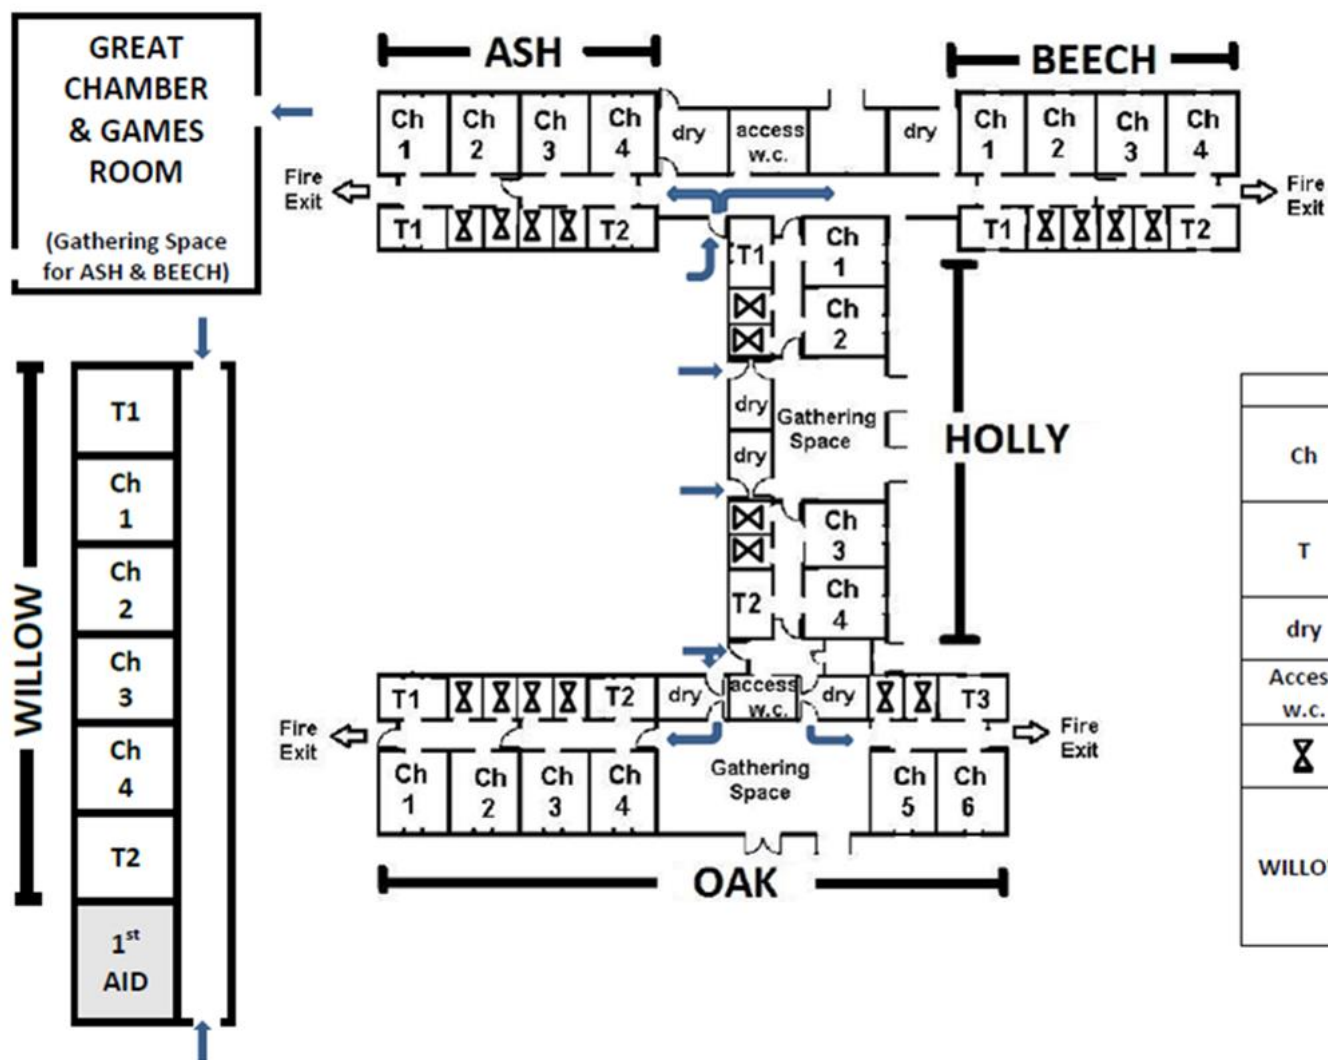 GREAT
CHAMBER
& GAMES
ROOM
(Gathering Space
for ASH & BEECH)
ASH
BEECH
Ch
1
Ch
2
Ch
3
Ch
4
dry
access
w.c.
dry
Ch
1
Ch
2
Ch
3
Ch
4
Fire
Exit
Fire
Exit
T1
T2
T1
T2
T1
Ch
1
Ch
2
dry
Gathering
Space
dry
HOLLY
Ch
3
T2
Ch
4
WILLOW
T1
Ch
1
Ch
2
Ch
3
Ch
4
T2
1st
AID
T1
T2
dry
access
w.c.
dry
T3
Fire
Exit
Fire
Exit
Gathering
Space
Ch
1
Ch
2
Ch
3
Ch
4
Ch
5
Ch
6
OAK
Ch
T
dry
Acces
w.c.
WILLO